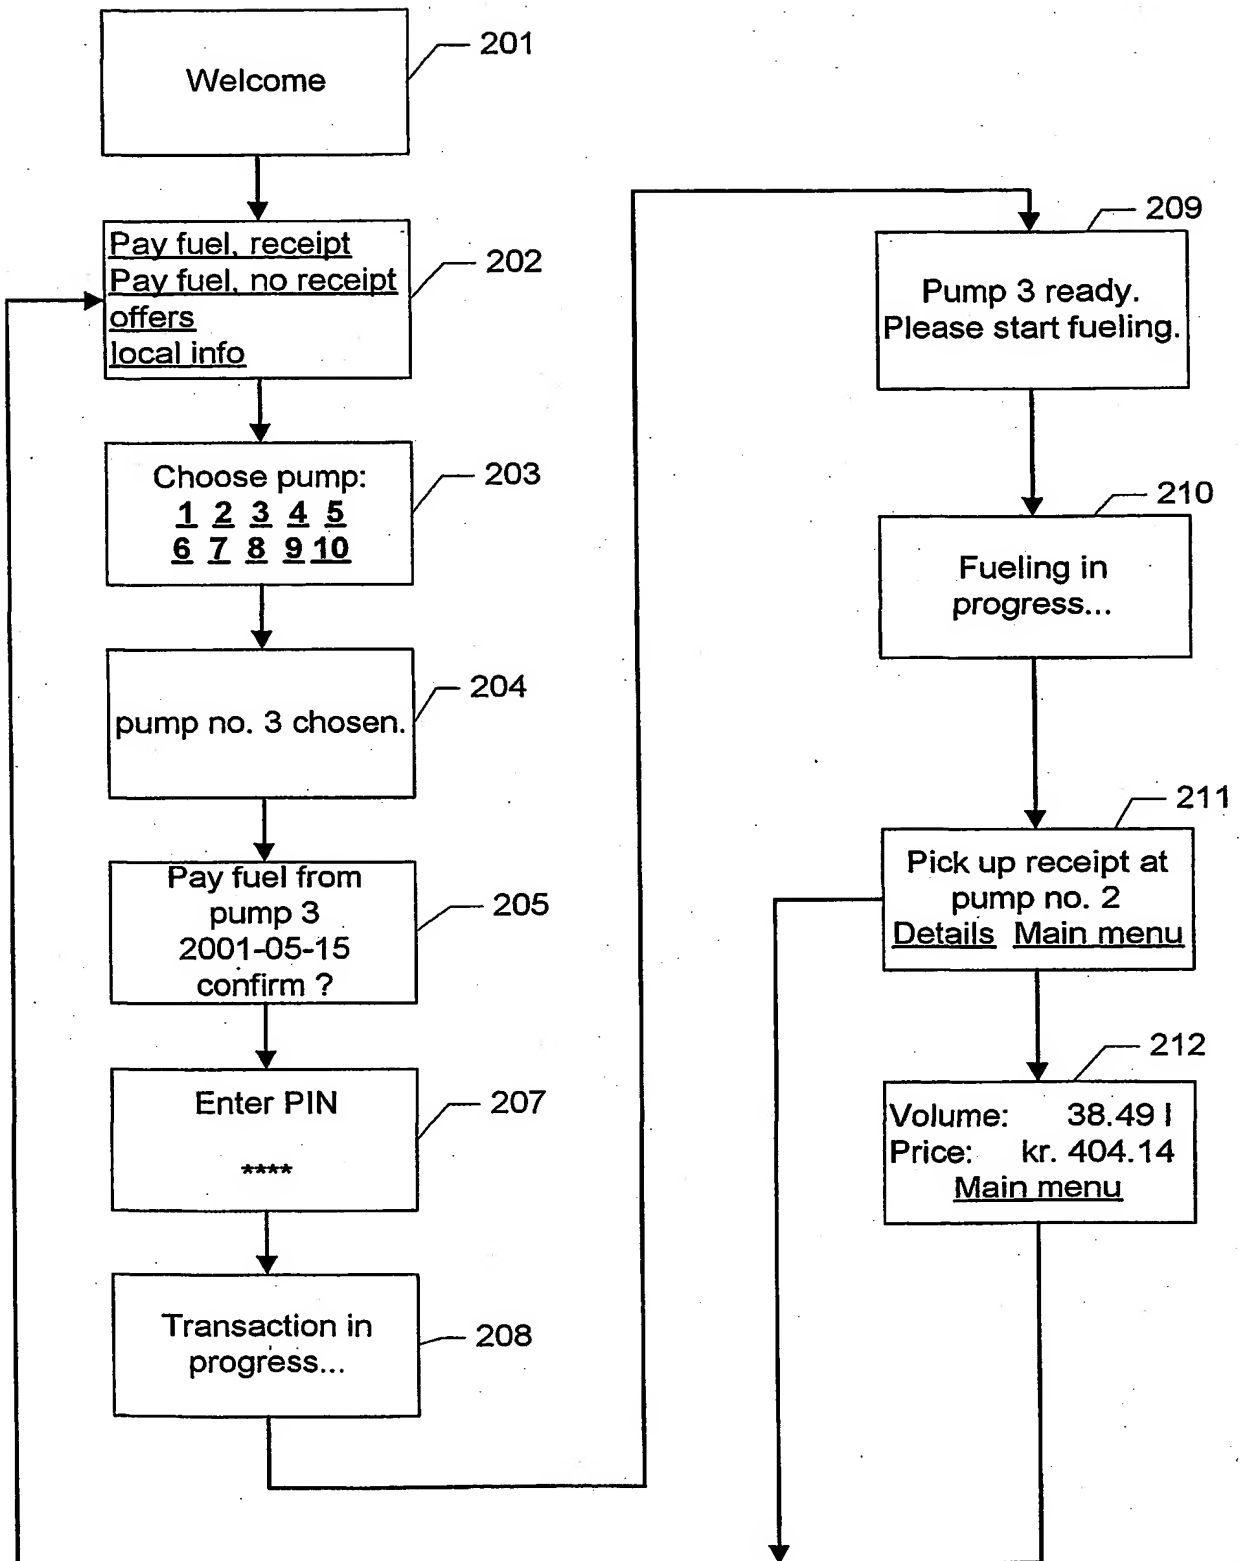 201
Welcome
202
Pay fuel, receipt
Pay fuel, no receipt
offers
local info
203
Choose pump:
1 2 3 4 5
6 7 8 9 10
204
pump no. 3 chosen.
205
Pay fuel from
pump 3
2001-05-15
confirm ?
207
Enter PIN
****
208
Transaction in
progress...
209
Pump 3 ready.
Please start fueling.
210
Fueling in
progress...
211
Pick up receipt at
pump no. 2
Details Main menu
212
Volume: 38.49 l
Price: kr. 404.14
Main menu